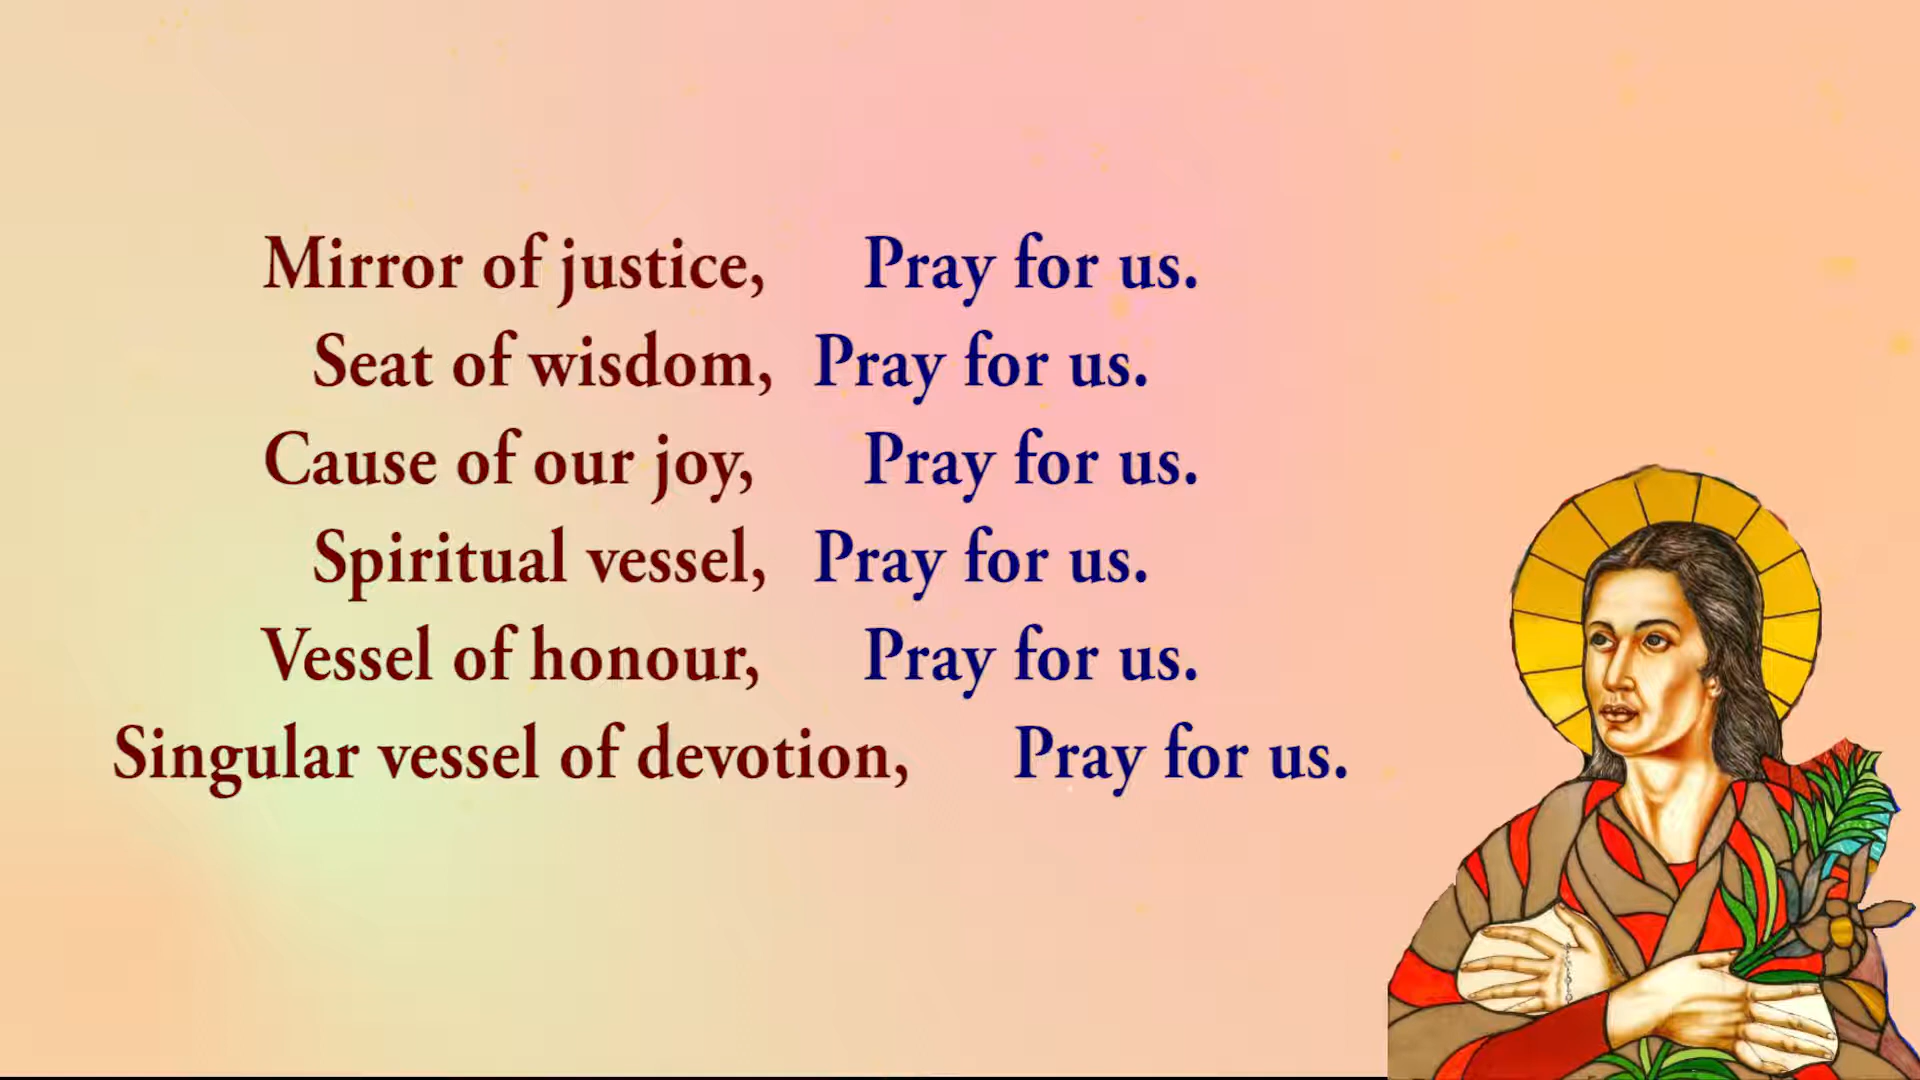 Mirror of justice, Pray for us.
Seat of wisdom, Pray for us.
Cause of our joy, Pray for us.
Spiritual vessel, Pray for us.
Vessel of honour, Pray for us.
Singular vessel of devotion, Pray for us.